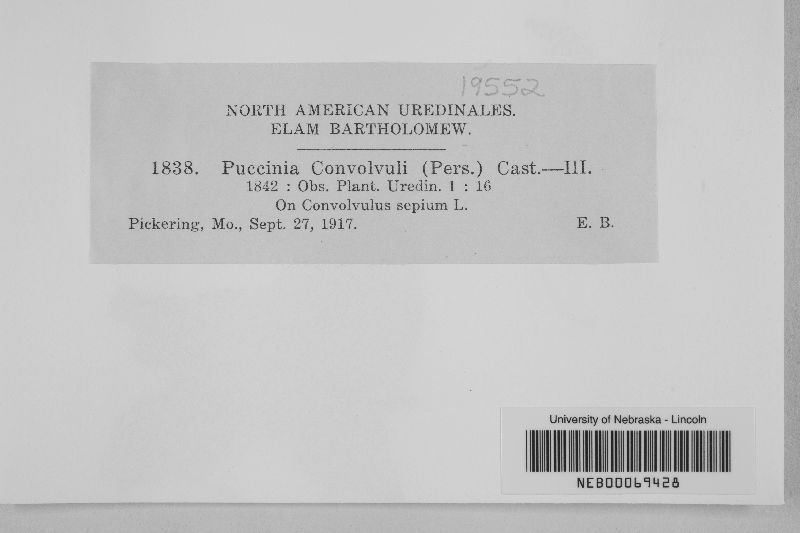 19552
NORTH AMERICAN UREDINALES.
ELAM BARTHOLOMEW.
1838. Puccinia Convolvuli (Pers.) Cast.—III.
1842 : Obs. Plant. Uredin. 1 : 16
On Convolvulus sepium L.
Pickering, Mo., Sept. 27, 1917. E. B.
University of Nebraska - Lincoln
NEB00069428